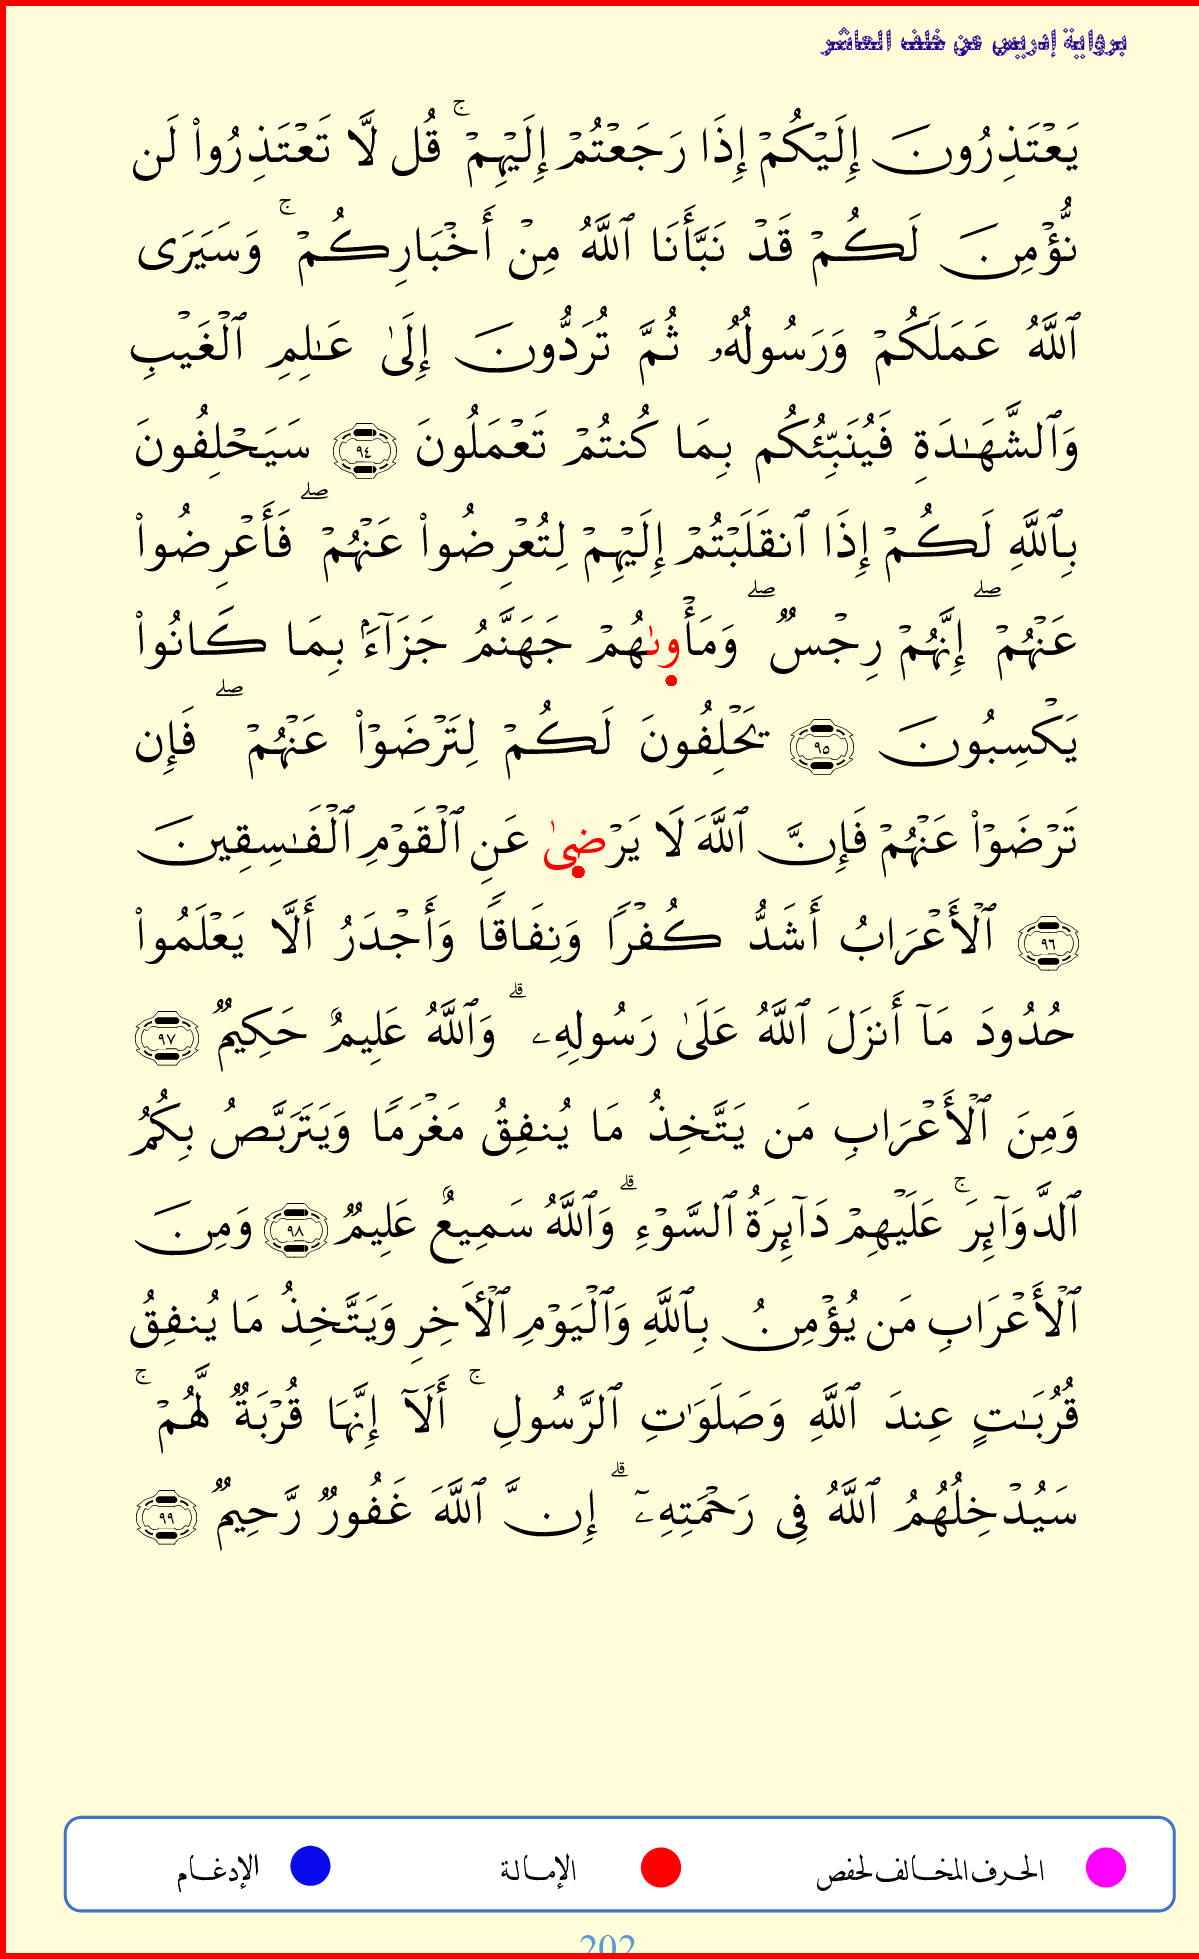 برواية إدريس عن خلف العاشر
يَعْتَذِرُونَ إِلَيْكُمْ إِذَا رَجَعْتُمْ إِلَيْهِمْ ۚ قُل لَّا تَعْتَذِرُوا۟ لَن
نُّؤْمِنَ لَكُمْ قَدْ نَبَّأَنَا ٱللَّهُ مِنْ أَخْبَارِكُمْ ۚ وَسَيَرَى
ٱللَّهُ عَمَلَكُمْ وَرَسُولُهُۥ ثُمَّ تُرَدُّونَ إِلَىٰ عَـٰلِمِ ٱلْغَيْبِ
وَٱلشَّهَـٰدَةِ فَيُنَبِّئُكُم بِمَا كُنتُمْ تَعْمَلُونَ ٩٤ سَيَحْلِفُونَ
بِٱللَّهِ لَكُمْ إِذَا ٱنقَلَبْتُمْ إِلَيْهِمْ لِتُعْرِضُوا۟ عَنْهُمْ ۖ فَأَعْرِضُوا۟
عَنْهُمْ ۖ إِنَّهُمْ رِجْسٌ ۖ وَمَأْوىٰهُمْ جَهَنَّمُ جَزَآءًۢ بِمَا كَانُوا۟
يَكْسِبُونَ ٩٥ يَحْلِفُونَ لَكُمْ لِتَرْضَوْا۟ عَنْهُمْ ۖ فَإِن
تَرْضَوْا۟ عَنْهُمْ فَإِنَّ ٱللَّهَ لَا يَرْضىٰ عَنِ ٱلْقَوْمِ ٱلْفَـٰسِقِينَ
٩٦ ٱلْأَعْرَابُ أَشَدُّ كُفْرًا وَنِفَاقًا وَأَجْدَرُ أَلَّا يَعْلَمُوا۟
حُدُودَ مَآ أَنزَلَ ٱللَّهُ عَلَىٰ رَسُولِهِۦ ۗ وَٱللَّهُ عَلِيمٌ حَكِيمٌ ٩٧
وَمِنَ ٱلْأَعْرَابِ مَن يَتَّخِذُ مَا يُنفِقُ مَغْرَمًا وَيَتَرَبَّصُ بِكُمُ
ٱلدَّوَآئِرَ ۚ عَلَيْهِمْ دَآئِرَةُ ٱلسَّوْءِ ۗ وَٱللَّهُ سَمِيعٌ عَلِيمٌ ٩٨ وَمِنَ
ٱلْأَعْرَابِ مَن يُؤْمِنُ بِٱللَّهِ وَٱلْيَوْمِ ٱلْأَخِرِ وَيَتَّخِذُ مَا يُنفِقُ
قُرُبَـٰتٍ عِندَ ٱللَّهِ وَصَلَوَٰتِ ٱلرَّسُولِ ۚ أَلَآ إِنَّهَا قُرْبَةٌ لَّهُمْ ۚ
سَيُدْخِلُهُمُ ٱللَّهُ فِى رَحْمَتِهِۦٓ ۗ إِنَّ ٱللَّهَ غَفُورٌ رَّحِيمٌ ٩٩
الحرف المخالف لحفص الإمالة الإدغام
202